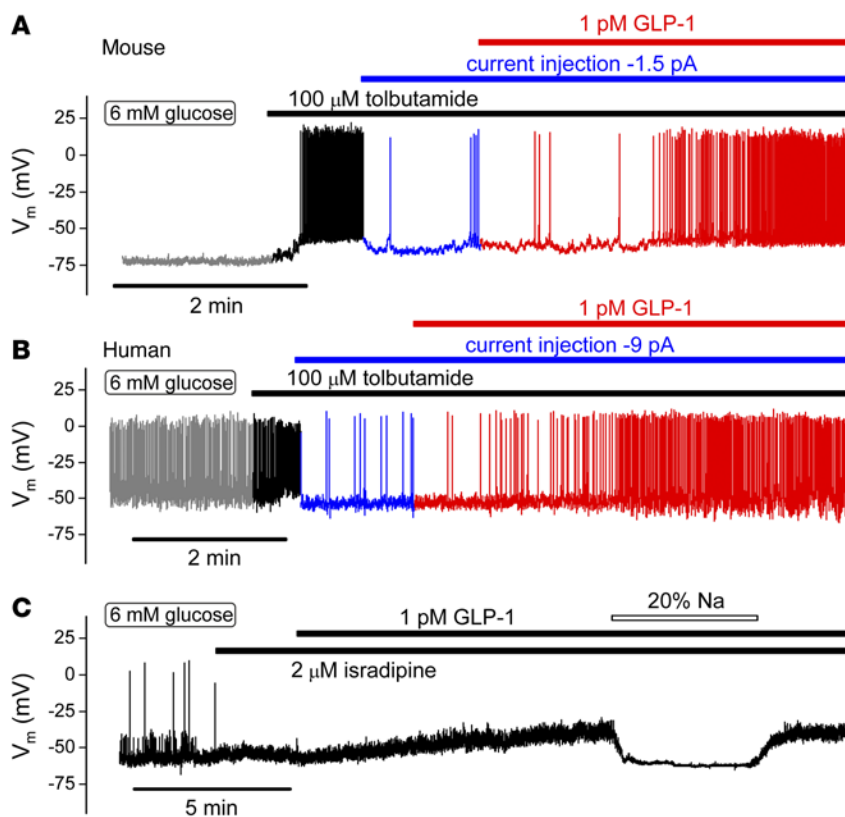 A
Mouse
1 pM GLP-1
current injection -1.5 pA
100 μM tolbutamide
6 mM glucose
25
0
-25
-50
-75
Vm (mV)
2 min
B
Human
1 pM GLP-1
current injection -9 pA
100 μM tolbutamide
6 mM glucose
25
0
-25
-50
-75
Vm (mV)
2 min
C
6 mM glucose
1 pM GLP-1
20% Na
2 μM isradipine
25
0
-25
-50
-75
Vm (mV)
5 min